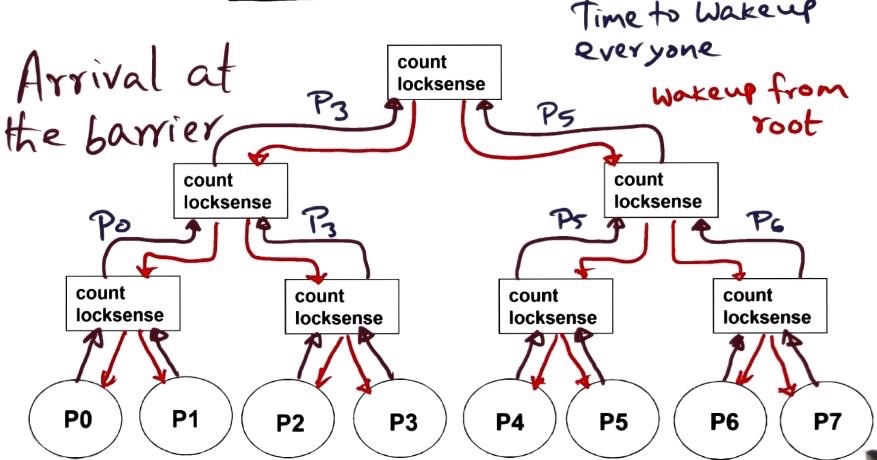 Time to wakeup
everyone
Arrival at
the barrier
wakeup from
root
count
locksense
P3
P5
count
locksense
count
locksense
P0
P3
P5
P6
count
locksense
count
locksense
count
locksense
count
locksense
P0
P1
P2
P3
P4
P5
P6
P7